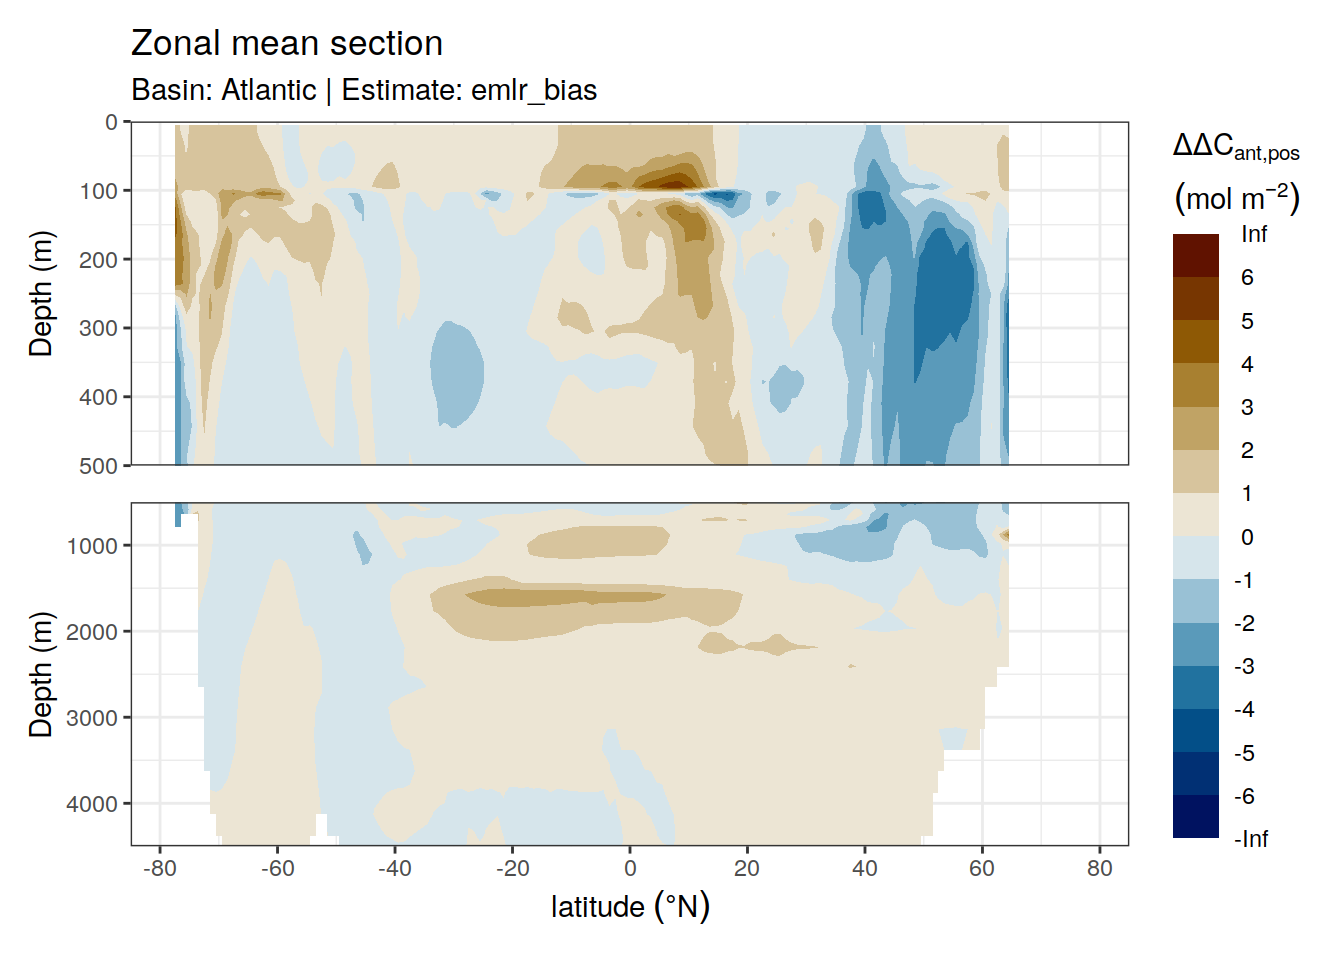 Zonal mean section
Basin: Atlantic | Estimate: emlr_bias
0
100
200
300
400
500
Depth (m)
1000
2000
3000
4000
Depth (m)
-80 -60 -40 -20 0 20 40 60 80
latitude (°N)
ΔΔCant,pos
(mol m−2)
Inf
6
5
4
3
2
1
0
-1
-2
-3
-4
-5
-6
-Inf